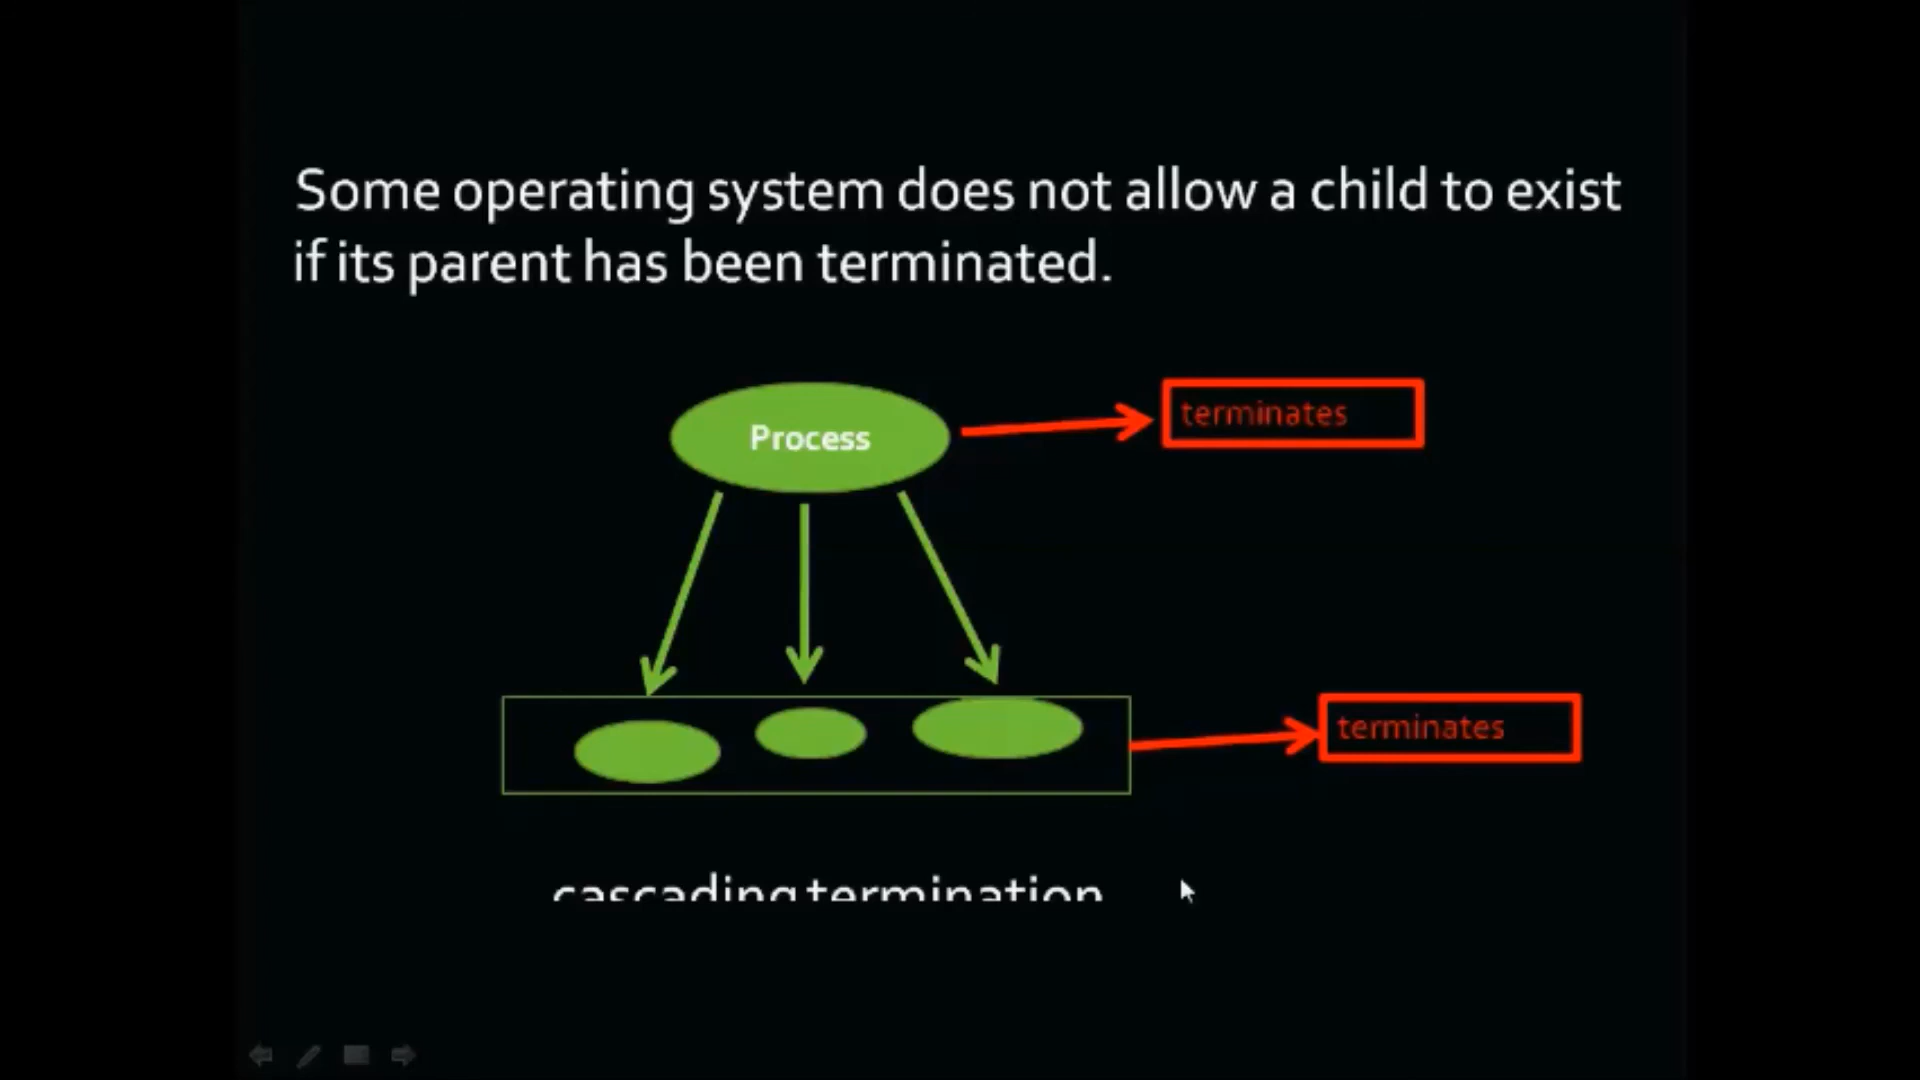 Some operating system does not allow a child to exist
if its parent has been terminated.
Process
terminates
terminates
cascading termination